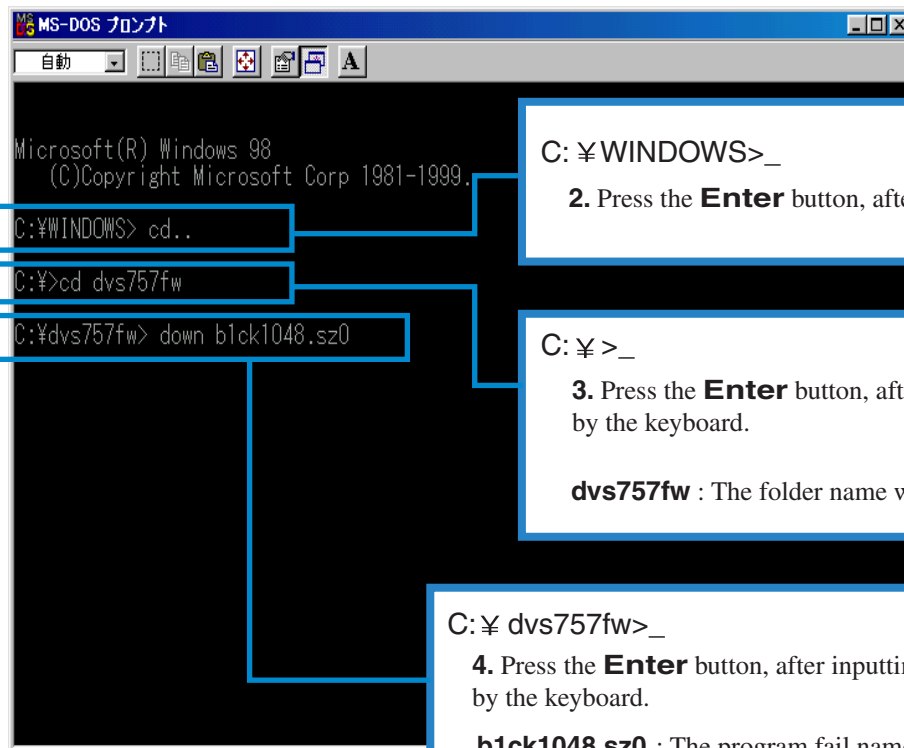 MS-DOS プロンプト
自動
A
Microsoft(R) Windows 98
(C)Copyright Microsoft Corp 1981-1999.
C:¥WINDOWS> cd..
C:¥>cd dvs757fw
C:¥dvs757fw> down b1ck1048.sz0
C: ¥ WINDOWS>_
2. Press the Enter button, afte
C: ¥ >_
3. Press the Enter button, aft
by the keyboard.
dvs757fw : The folder name w
C: ¥ dvs757fw>_
4. Press the Enter button, after inputtin
by the keyboard.
b1ck1048.sz0 : The program fail name